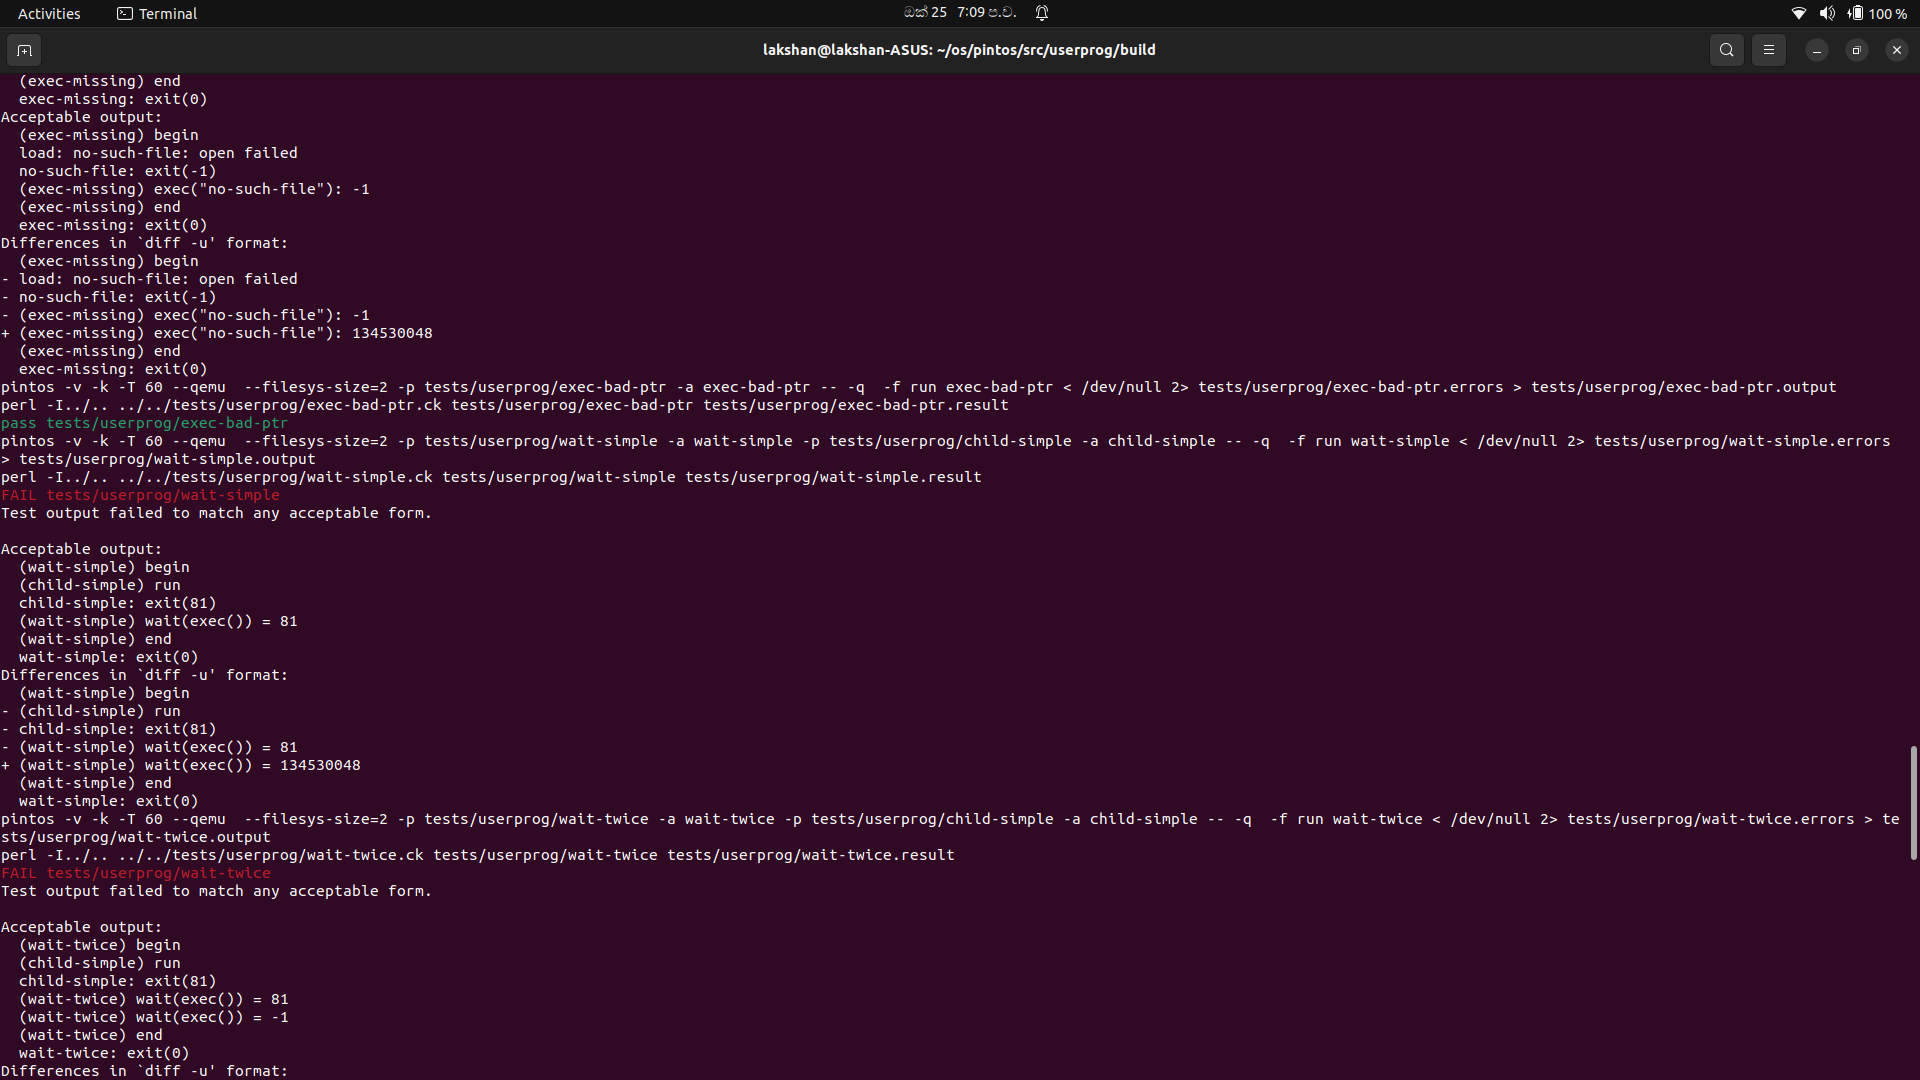 Activities Terminal ඔක් 25 7:09 ප.ව. 100 %
lakshan@lakshan-ASUS: ~/os/pintos/src/userprog/build
(exec-missing) end
exec-missing: exit(0)
Acceptable output:
(exec-missing) begin
load: no-such-file: open failed
no-such-file: exit(-1)
(exec-missing) exec("no-such-file"): -1
(exec-missing) end
exec-missing: exit(0)
Differences in `diff -u' format:
(exec-missing) begin
- load: no-such-file: open failed
- no-such-file: exit(-1)
- (exec-missing) exec("no-such-file"): -1
+ (exec-missing) exec("no-such-file"): 134530048
(exec-missing) end
exec-missing: exit(0)
pintos -v -k -T 60 --qemu  --filesys-size=2 -p tests/userprog/exec-bad-ptr -a exec-bad-ptr -- -q  -f run exec-bad-ptr < /dev/null 2> tests/userprog/exec-bad-ptr.errors > tests/userprog/exec-bad-ptr.output
perl -I../.. ../../tests/userprog/exec-bad-ptr.ck tests/userprog/exec-bad-ptr tests/userprog/exec-bad-ptr.result
pass tests/userprog/exec-bad-ptr
pintos -v -k -T 60 --qemu  --filesys-size=2 -p tests/userprog/wait-simple -a wait-simple -p tests/userprog/child-simple -a child-simple -- -q  -f run wait-simple < /dev/null 2> tests/userprog/wait-simple.errors
> tests/userprog/wait-simple.output
perl -I../.. ../../tests/userprog/wait-simple.ck tests/userprog/wait-simple tests/userprog/wait-simple.result
FAIL tests/userprog/wait-simple
Test output failed to match any acceptable form.
Acceptable output:
(wait-simple) begin
(child-simple) run
child-simple: exit(81)
(wait-simple) wait(exec()) = 81
(wait-simple) end
wait-simple: exit(0)
Differences in `diff -u' format:
(wait-simple) begin
- (child-simple) run
- child-simple: exit(81)
- (wait-simple) wait(exec()) = 81
+ (wait-simple) wait(exec()) = 134530048
(wait-simple) end
wait-simple: exit(0)
pintos -v -k -T 60 --qemu  --filesys-size=2 -p tests/userprog/wait-twice -a wait-twice -p tests/userprog/child-simple -a child-simple -- -q  -f run wait-twice < /dev/null 2> tests/userprog/wait-twice.errors > te
sts/userprog/wait-twice.output
perl -I../.. ../../tests/userprog/wait-twice.ck tests/userprog/wait-twice tests/userprog/wait-twice.result
FAIL tests/userprog/wait-twice
Test output failed to match any acceptable form.
Acceptable output:
(wait-twice) begin
(child-simple) run
child-simple: exit(81)
(wait-twice) wait(exec()) = 81
(wait-twice) wait(exec()) = -1
(wait-twice) end
wait-twice: exit(0)
Differences in `diff -u' format: